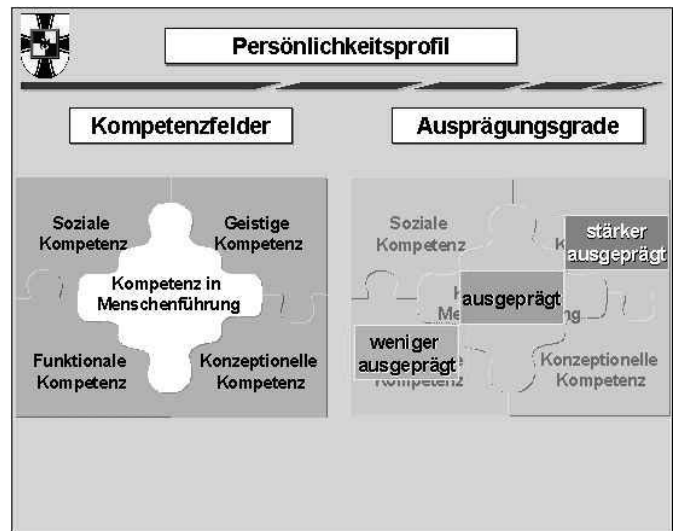 Persönlichkeitsprofil
Kompetenzfelder
Ausprägungsgrade
Soziale
Kompetenz
Geistige
Kompetenz
Kompetenz in
Menschenführung
Funktionale
Kompetenz
Konzeptionelle
Kompetenz
Soziale
Kompetenz
stärker
ausgeprägt
ausgeprägt
weniger
ausgeprägt
Kompetenz
Konzeptionelle
Kompetenz